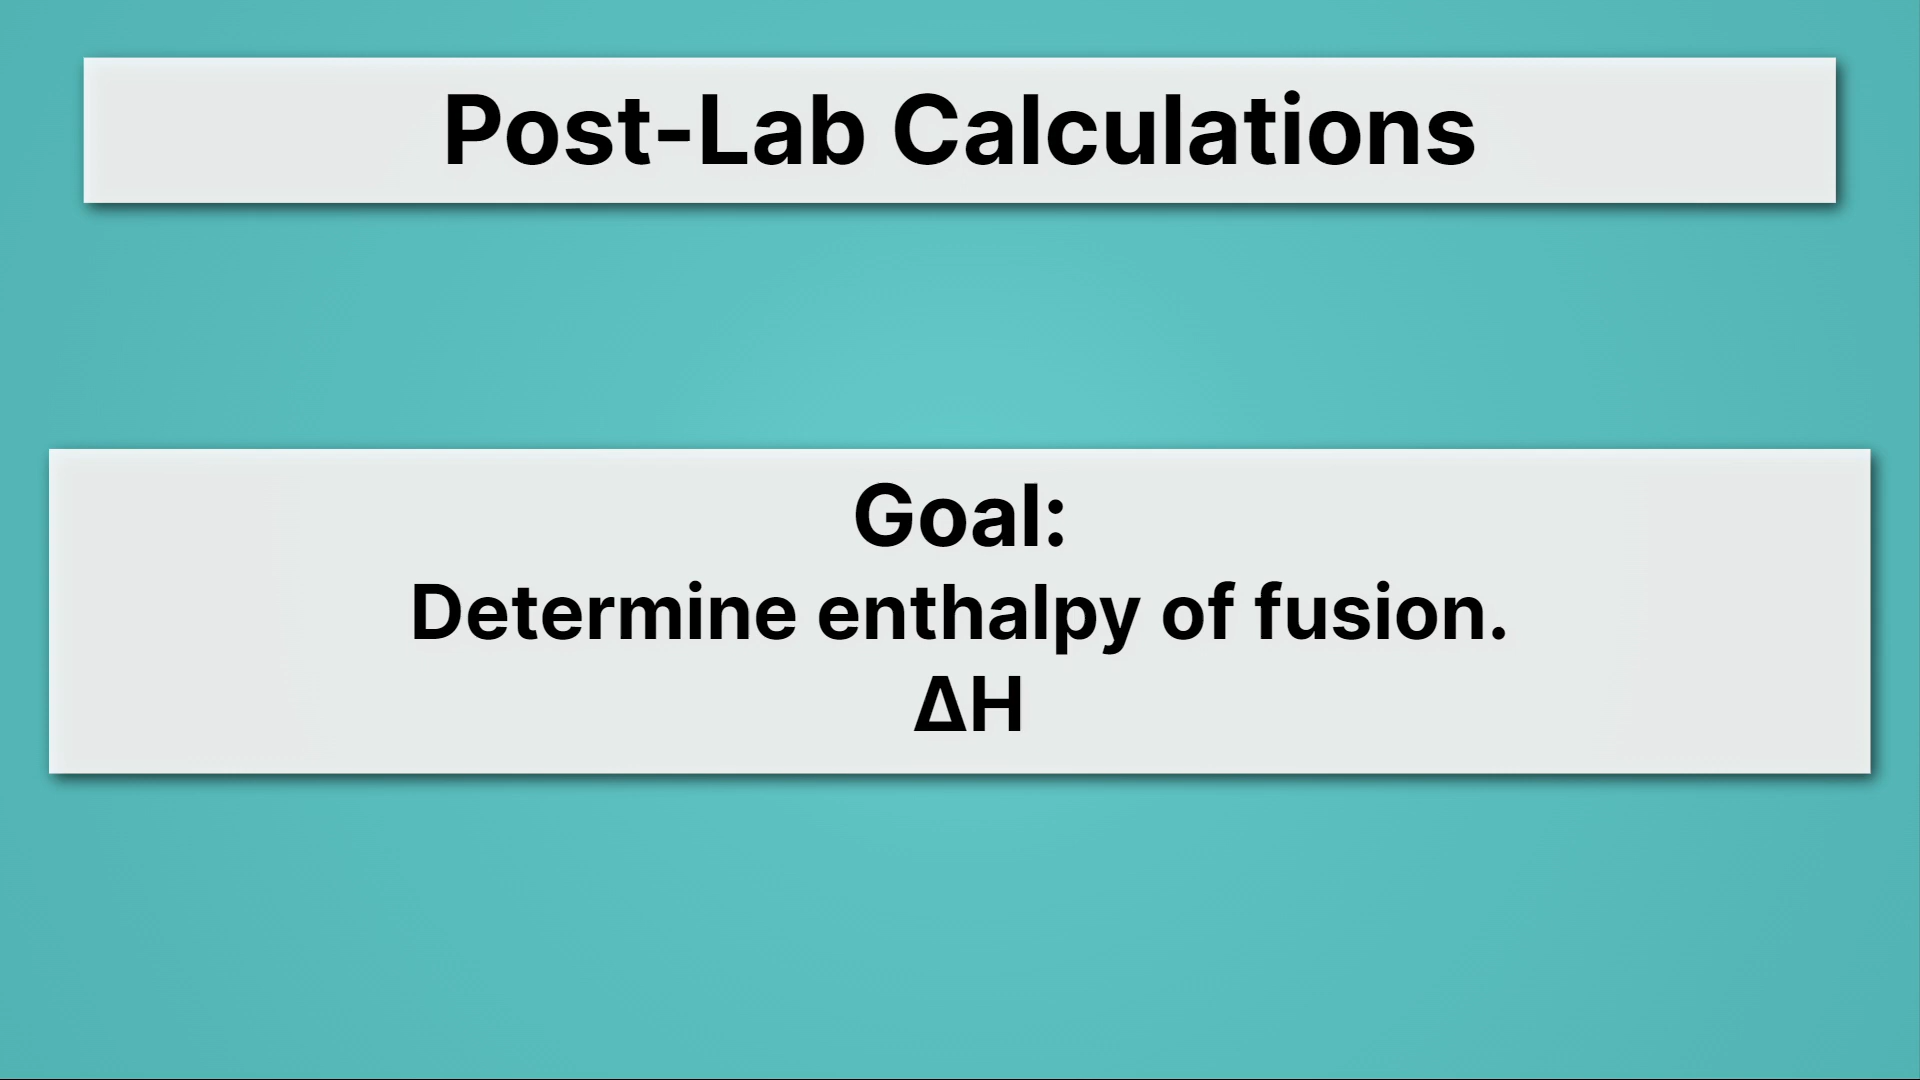 Post-Lab Calculations
Goal:
Determine enthalpy of fusion.
ΔH